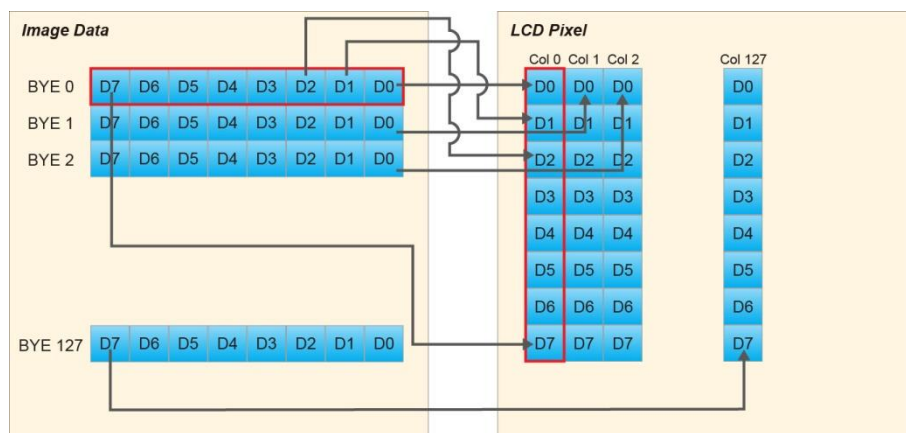 Image Data
LCD Pixel
Col 0 Col 1 Col 2 Col 127
BYE 0 D7 D6 D5 D4 D3 D2 D1 D0
BYE 1 D7 D6 D5 D4 D3 D2 D1 D0
BYE 2 D7 D6 D5 D4 D3 D2 D1 D0
BYE 127 D7 D6 D5 D4 D3 D2 D1 D0
D0 D0 D0 D0
D1 D1 D1 D1
D2 D2 D2 D2
D3 D3 D3 D3
D4 D4 D4 D4
D5 D5 D5 D5
D6 D6 D6 D6
D7 D7 D7 D7